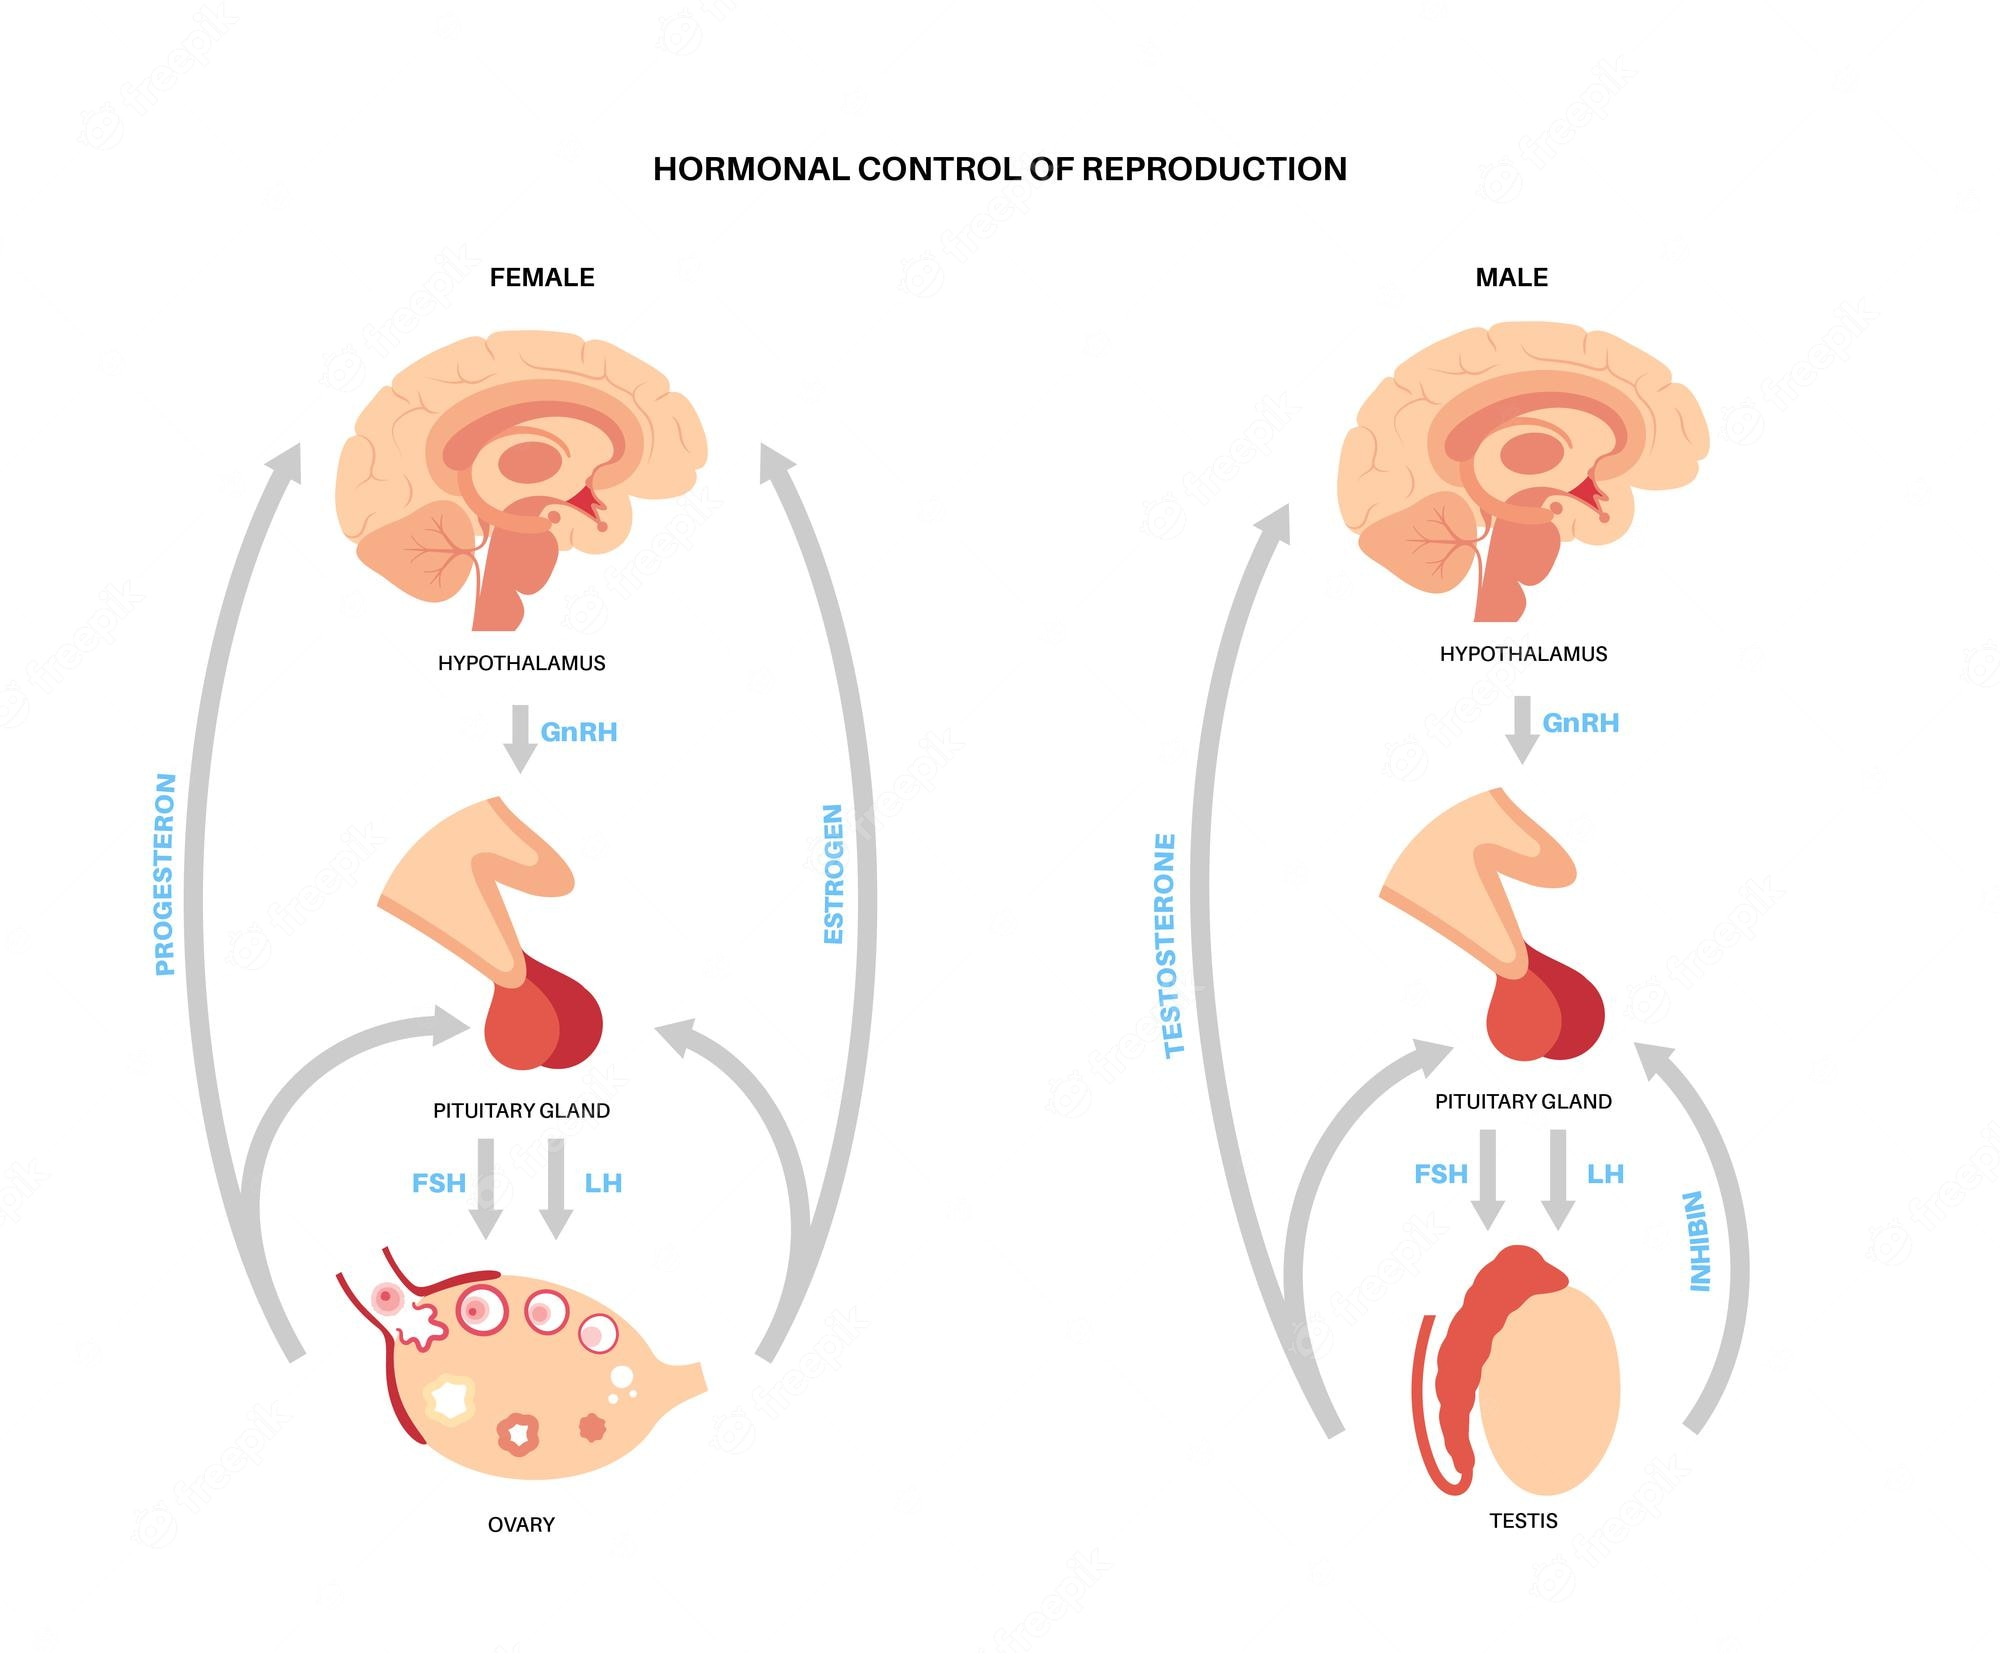 HORMONAL CONTROL OF REPRODUCTION
FEMALE
HYPOTHALAMUS
GnRH
PROGESTERON
ESTROGEN
PITUITARY GLAND
FSH
LH
OVARY
MALE
HYPOTHALAMUS
GnRH
TESTOSTERONE
PITUITARY GLAND
FSH
LH
INHIBIN
TESTIS
freepik